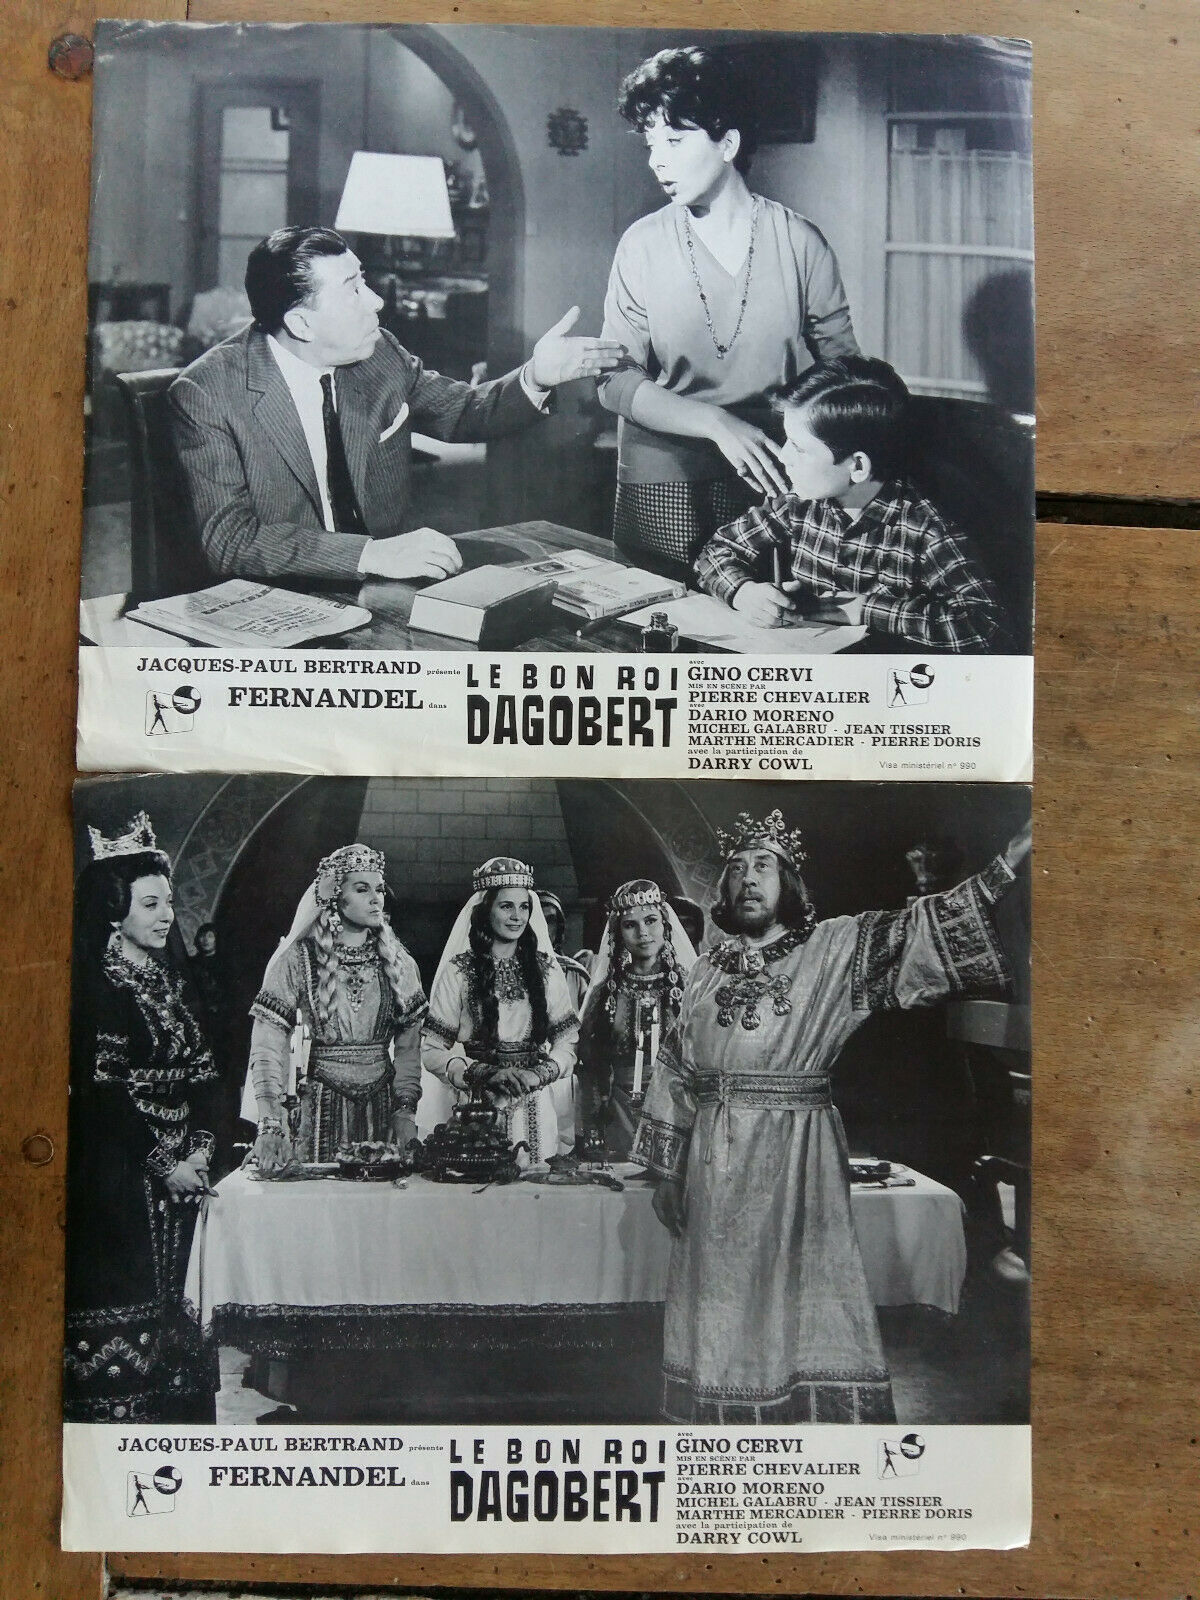 JACQUES-PAUL BERTRAND présente
FERNANDEL dans
LE BON ROI
DAGOBERT
avec
GINO CERVI
MIS EN SCÈNE PAR
PIERRE CHEVALIER
avec
DARIO MORENO
MICHEL GALABRU - JEAN TISSIER
MARTHE MERCADIER - PIERRE DORIS
avec la participation de
DARRY COWL
Visa ministériel n° 990
JACQUES-PAUL BERTRAND présente
FERNANDEL dans
LE BON ROI
DAGOBERT
avec
GINO CERVI
MIS EN SCÈNE PAR
PIERRE CHEVALIER
avec
DARIO MORENO
MICHEL GALABRU - JEAN TISSIER
MARTHE MERCADIER - PIERRE DORIS
avec la participation de
DARRY COWL
Visa ministériel n° 990